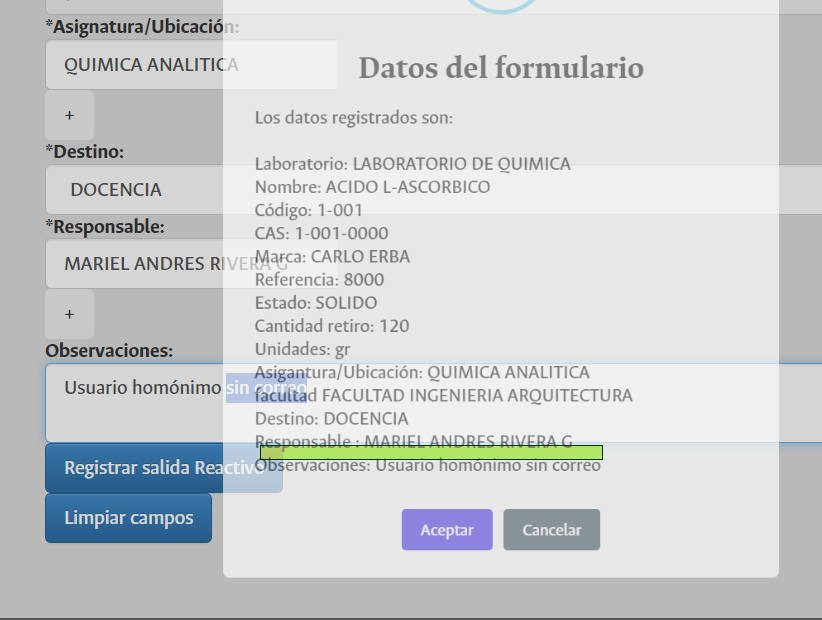 *Asignatura/Ubicación:
QUIMICA ANALITICA
+
*Destino:
DOCENCIA
*Responsable:
MARIEL ANDRES RIVERA G
+
Observaciones:
Usuario homónimo sin correo
Registrar salida Reactivo
Limpiar campos
Datos del formulario
Los datos registrados son:
Laboratorio: LABORATORIO DE QUIMICA
Nombre: ACIDO L-ASCORBICO
Código: 1-001
CAS: 1-001-0000
Marca: CARLO ERBA
Referencia: 8000
Estado: SOLIDO
Cantidad retiro: 120
Unidades: gr
Asigantura/Ubicación: QUIMICA ANALITICA
facultad FACULTAD INGENIERIA ARQUITECTURA
Destino: DOCENCIA
Responsable : MARIEL ANDRES RIVERA G
Observaciones: Usuario homónimo sin correo
Aceptar
Cancelar